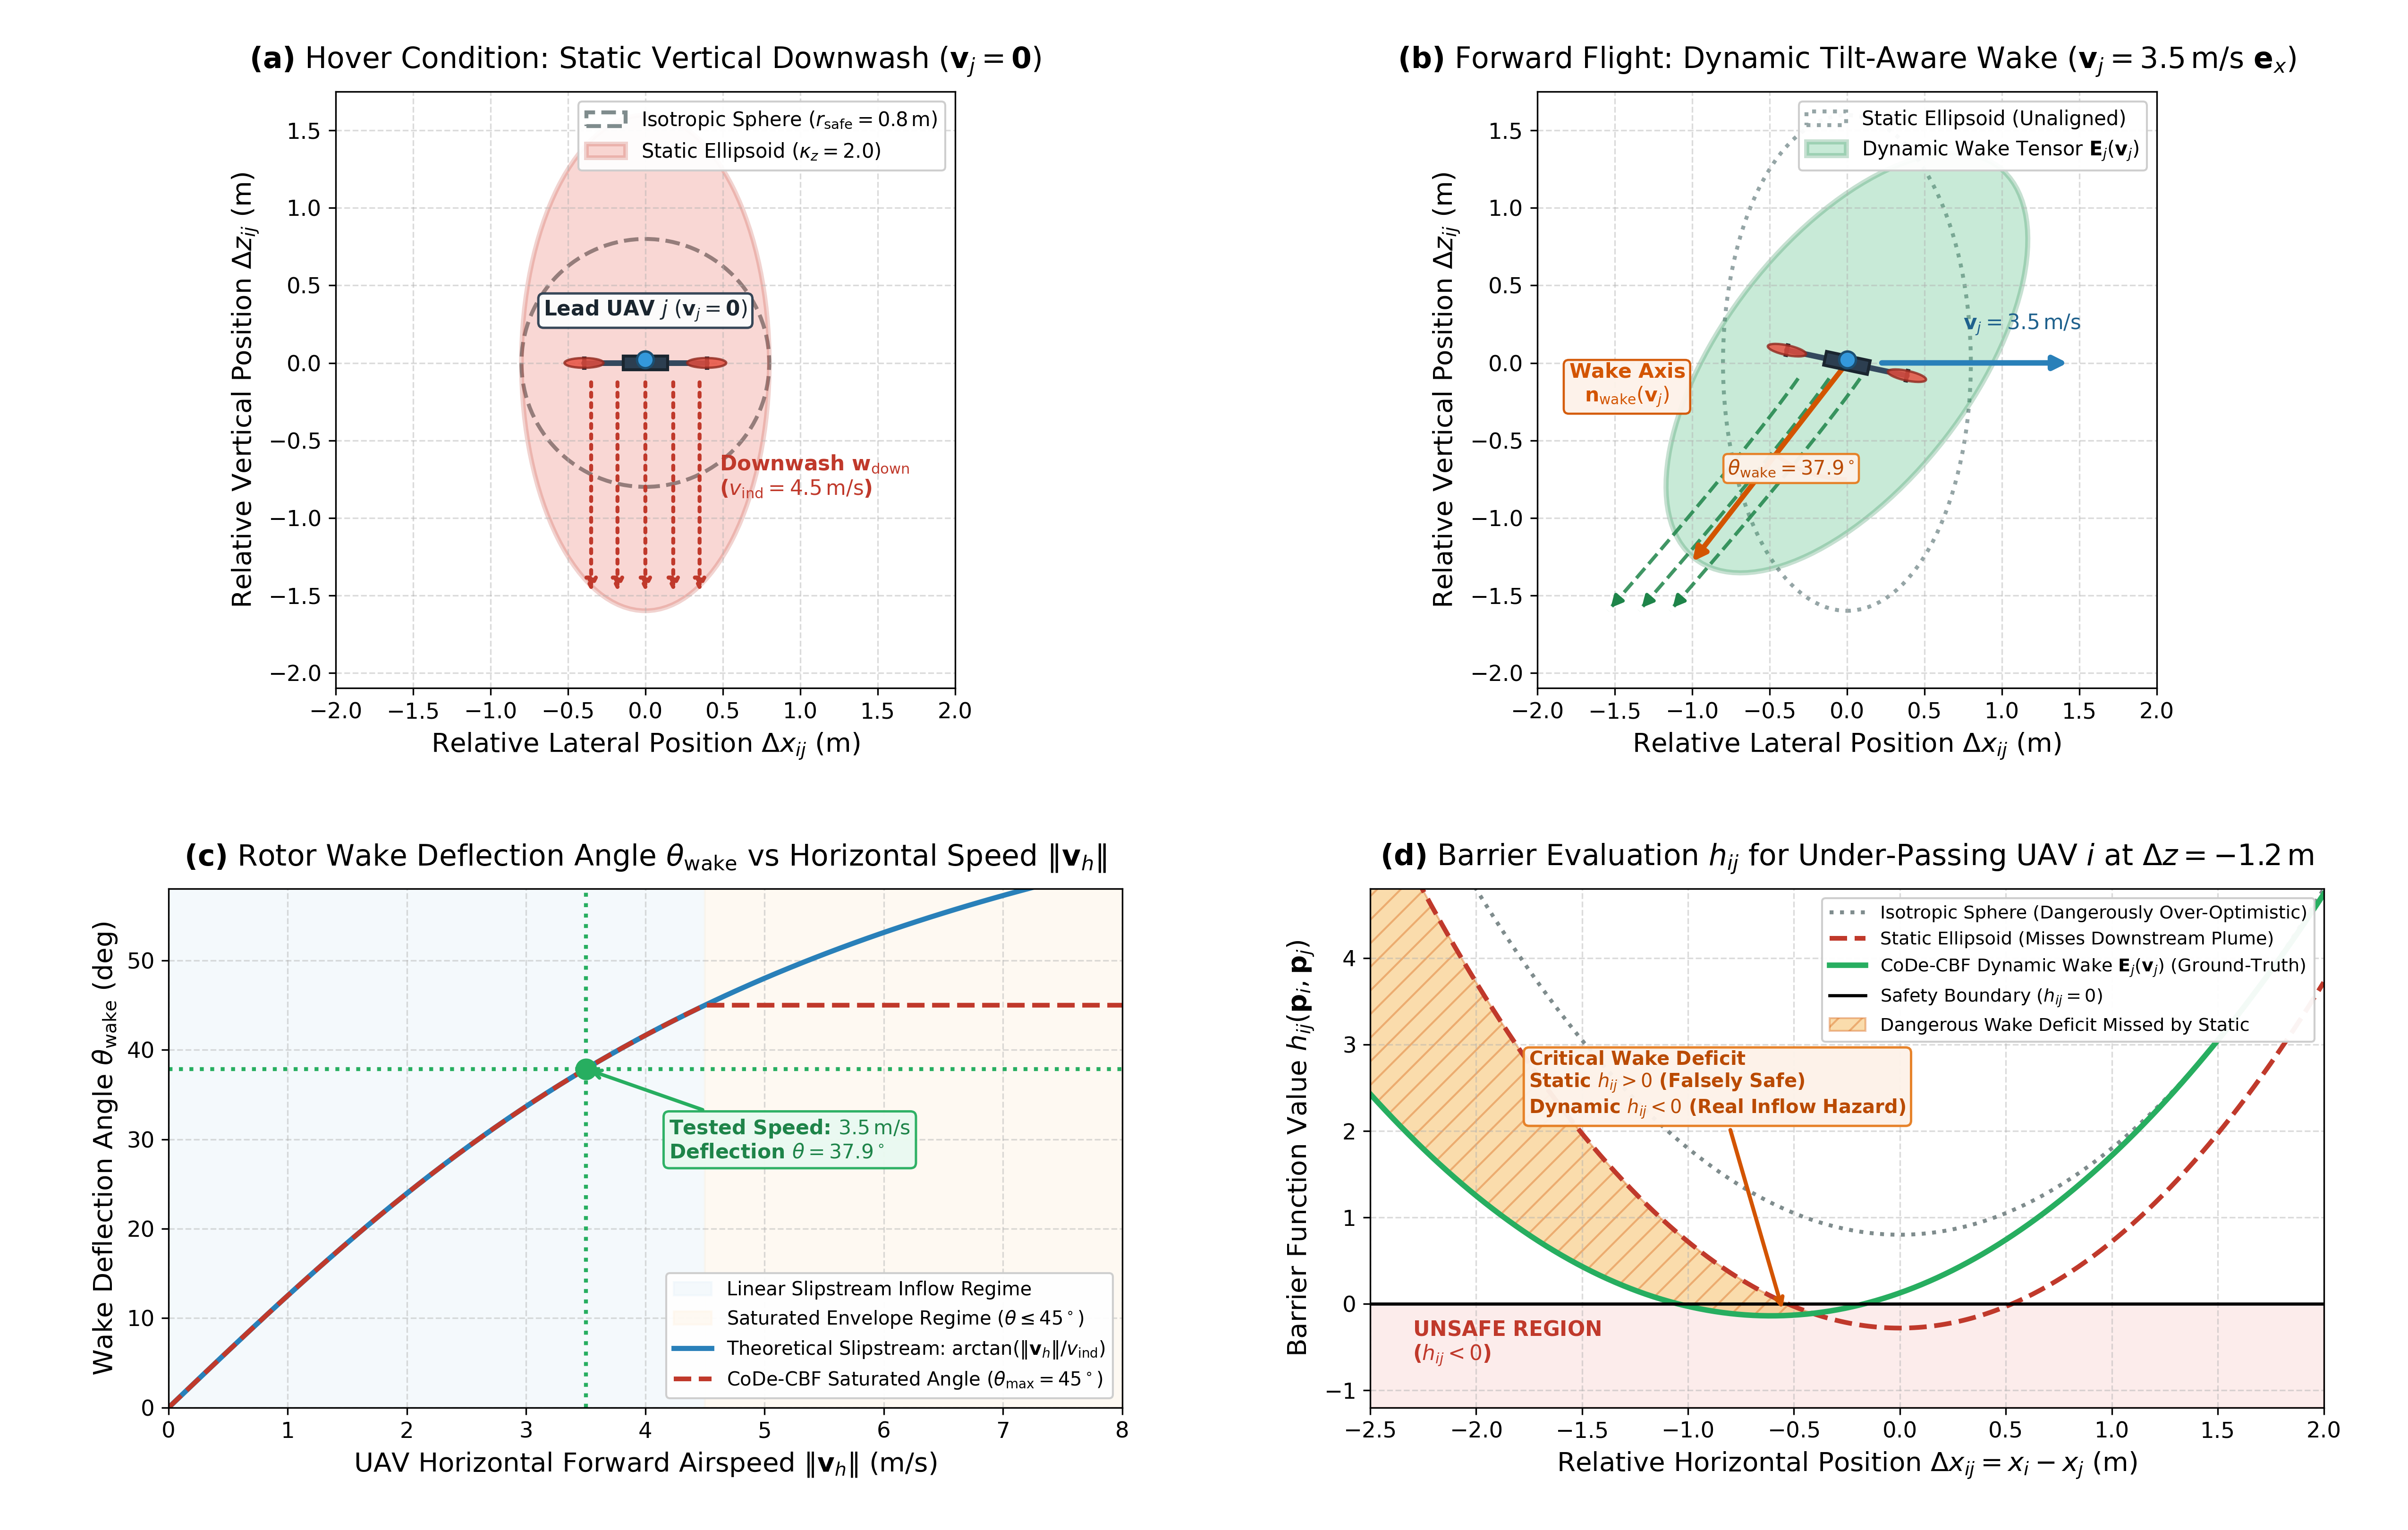 (a) Hover Condition: Static Vertical Downwash (v_j = 0)
Isotropic Sphere (r_safe = 0.8 m)
Static Ellipsoid (κ_z = 2.0)
Lead UAV j (v_j = 0)
Downwash w_down
(v_ind = 4.5 m/s)
Relative Vertical Position Δz_ij (m)
1.5
1.0
0.5
0.0
−0.5
−1.0
−1.5
−2.0
−2.0 −1.5 −1.0 −0.5 0.0 0.5 1.0 1.5 2.0
Relative Lateral Position Δx_ij (m)
(b) Forward Flight: Dynamic Tilt-Aware Wake (v_j = 3.5 m/s e_x)
Static Ellipsoid (Unaligned)
Dynamic Wake Tensor E_j(v_j)
v_j = 3.5 m/s
Wake Axis
n_wake(v_j)
θ_wake = 37.9°
Relative Vertical Position Δz_ij (m)
1.5
1.0
0.5
0.0
−0.5
−1.0
−1.5
−2.0
−2.0 −1.5 −1.0 −0.5 0.0 0.5 1.0 1.5 2.0
Relative Lateral Position Δx_ij (m)
(c) Rotor Wake Deflection Angle θ_wake vs Horizontal Speed ‖v_h‖
Wake Deflection Angle θ_wake (deg)
50
40
30
20
10
0
Tested Speed: 3.5 m/s
Deflection θ = 37.9°
Linear Slipstream Inflow Regime
Saturated Envelope Regime (θ ≤ 45°)
Theoretical Slipstream: arctan(‖v_h‖/v_ind)
CoDe-CBF Saturated Angle (θ_max = 45°)
0 1 2 3 4 5 6 7 8
UAV Horizontal Forward Airspeed ‖v_h‖ (m/s)
(d) Barrier Evaluation h_ij for Under-Passing UAV i at Δz = −1.2 m
Barrier Function Value h_ij(p_i, p_j)
4
3
2
1
0
−1
Isotropic Sphere (Dangerously Over-Optimistic)
Static Ellipsoid (Misses Downstream Plume)
CoDe-CBF Dynamic Wake E_j(v_j) (Ground-Truth)
Safety Boundary (h_ij = 0)
Dangerous Wake Deficit Missed by Static
Critical Wake Deficit
Static h_ij > 0 (Falsely Safe)
Dynamic h_ij < 0 (Real Inflow Hazard)
UNSAFE REGION
(h_ij < 0)
−2.5 −2.0 −1.5 −1.0 −0.5 0.0 0.5 1.0 1.5 2.0
Relative Horizontal Position Δx_ij = x_i − x_j (m)